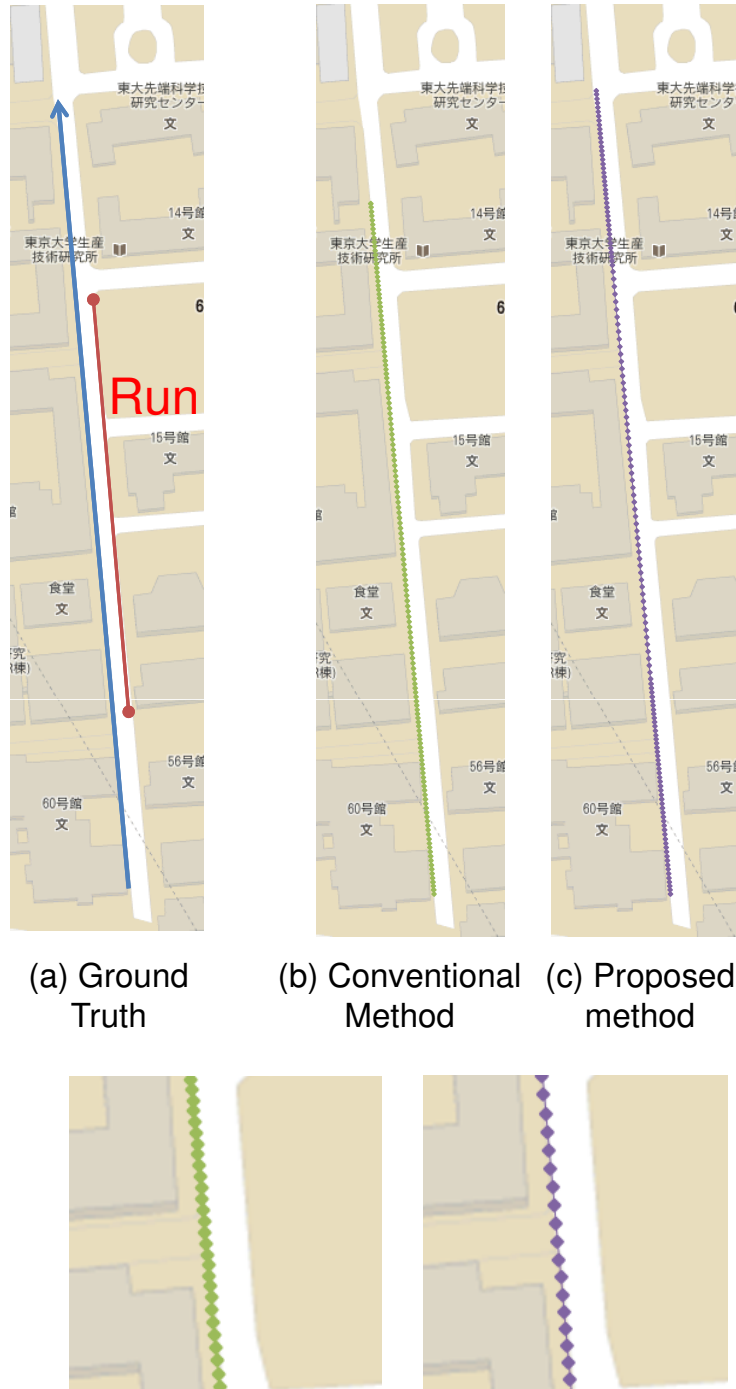 東大先端科学技
研究センター
文
14号館
文
東京大学生産
技術研究所
6
Run
15号館
文
食堂
文
究
棟)
56号館
文
60号館
文
東大先端科学技
研究センター
文
14号館
文
東京大学生産
技術研究所
6
15号館
文
食堂
文
究
棟)
56号館
文
60号館
文
東大先端科学
研究センタ
文
14号
文
東京大学生産
技術研究所
15号館
文
食堂
文
究
棟)
56号
文
60号館
文
(a) Ground
Truth
(b) Conventional
Method
(c) Proposed
method